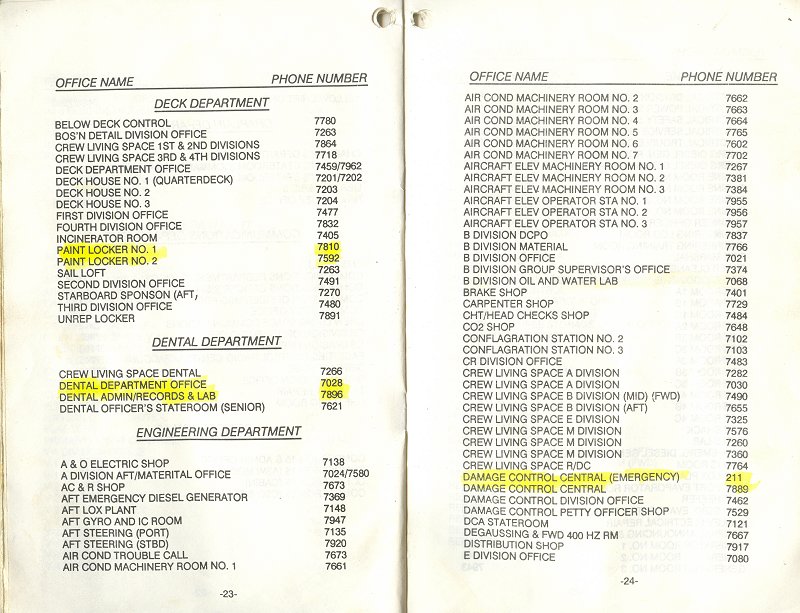 OFFICE NAME PHONE NUMBER
DECK DEPARTMENT
BELOW DECK CONTROL 7780
BOS'N DETAIL DIVISION OFFICE 7263
CREW LIVING SPACE 1ST & 2ND DIVISIONS 7864
CREW LIVING SPACE 3RD & 4TH DIVISIONS 7718
DECK DEPARTMENT OFFICE 7459/7962
DECK HOUSE NO. 1 (QUARTERDECK) 7201/7202
DECK HOUSE NO. 2 7203
DECK HOUSE NO. 3 7204
FIRST DIVISION OFFICE 7477
FOURTH DIVISION OFFICE 7832
INCINERATOR ROOM 7405
PAINT LOCKER NO. 1 7810
PAINT LOCKER NO. 2 7592
SAIL LOFT 7263
SECOND DIVISION OFFICE 7491
STARBOARD SPONSON (AFT, 7270
THIRD DIVISION OFFICE 7480
UNREP LOCKER 7891
DENTAL DEPARTMENT
CREW LIVING SPACE DENTAL 7266
DENTAL DEPARTMENT OFFICE 7028
DENTAL ADMIN/RECORDS & LAB 7896
DENTAL OFFICER'S STATEROOM (SENIOR) 7621
ENGINEERING DEPARTMENT
A & O ELECTRIC SHOP 7138
A DIVISION AFT/MATERITAL OFFICE 7024/7580
AC & R SHOP 7673
AFT EMERGENCY DIESEL GENERATOR 7369
AFT LOX PLANT 7148
AFT GYRO AND IC ROOM 7947
AFT STEERING (PORT) 7135
AFT STEERING (STBD) 7920
AIR COND TROUBLE CALL 7673
AIR COND MACHINERY ROOM NO. 1 7661
-23-
OFFICE NAME PHONE NUMBER
AIR COND MACHINERY ROOM NO. 2 7662
AIR COND MACHINERY ROOM NO. 3 7663
AIR COND MACHINERY ROOM NO. 4 7664
AIR COND MACHINERY ROOM NO. 5 7765
AIR COND MACHINERY ROOM NO. 6 7602
AIR COND MACHINERY ROOM NO. 7 7702
AIRCRAFT ELEV MACHINERY ROOM NO. 1 7267
AIRCRAFT ELEV MACHINERY ROOM NO. 2 7381
AIRCRAFT ELEV MACHINERY ROOM NO. 3 7384
AIRCRAFT ELEV OPERATOR STA NO. 1 7955
AIRCRAFT ELEV OPERATOR STA NO. 2 7956
AIRCRAFT ELEV OPERATOR STA NO. 3 7957
B DIVISION DCPO 7837
B DIVISION MATERIAL 7766
B DIVISION OFFICE 7021
B DIVISION GROUP SUPERVISOR'S OFFICE 7374
B DIVISION OIL AND WATER LAB 7068
BRAKE SHOP 7401
CARPENTER SHOP 7729
CHT/HEAD CHECKS SHOP 7484
CO2 SHOP 7648
CONFLAGRATION STATION NO. 2 7102
CONFLAGRATION STATION NO. 3 7103
CR DIVISION OFFICE 7483
CREW LIVING SPACE A DIVISION 7282
CREW LIVING SPACE A DIVISION 7030
CREW LIVING SPACE B DIVISION (MID) (FWD) 7490
CREW LIVING SPACE B DIVISION (AFT) 7655
CREW LIVING SPACE E DIVISION 7325
CREW LIVING SPACE M DIVISION 7576
CREW LIVING SPACE M DIVISION 7260
CREW LIVING SPACE M DIVISION 7360
CREW LIVING SPACE R/DC 7764
DAMAGE CONTROL CENTRAL (EMERGENCY) 211
DAMAGE CONTROL CENTRAL 7889
DAMAGE CONTROL DIVISION OFFICE 7462
DAMAGE CONTROL PETTY OFFICER SHOP 7529
DCA STATEROOM 7121
DEGAUSSING & FWD 400 HZ RM 7667
DISTRIBUTION SHOP 7917
E DIVISION OFFICE 7080
-24-